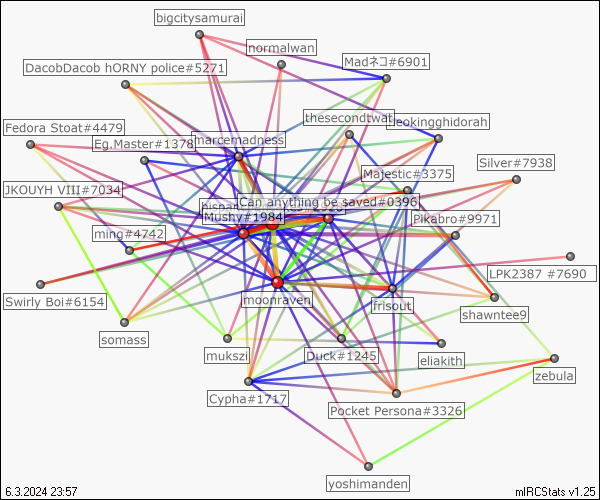 bigcitysamurai
normalwan
Madネコ#6901
DacobDacob hORNY police#5271
thesecondtwat
neokingghidorah
Fedora Stoat#4479
Eg.Master#1378
marcemadness
Majestic#3375
Silver#7938
JKOUYH VIII#7034
Can anything be saved#0396
Mushy#1984
Pikabro#9971
ming#4742
LPK2387 #7690
Swirly Boi#6154
moonraven
frisout
shawntee9
somass
mukszi
Duck#1245
eliakith
zebula
Cypha#1717
Pocket Persona#3326
yoshimanden
6.3.2024 23:57
mIRCStats v1.25